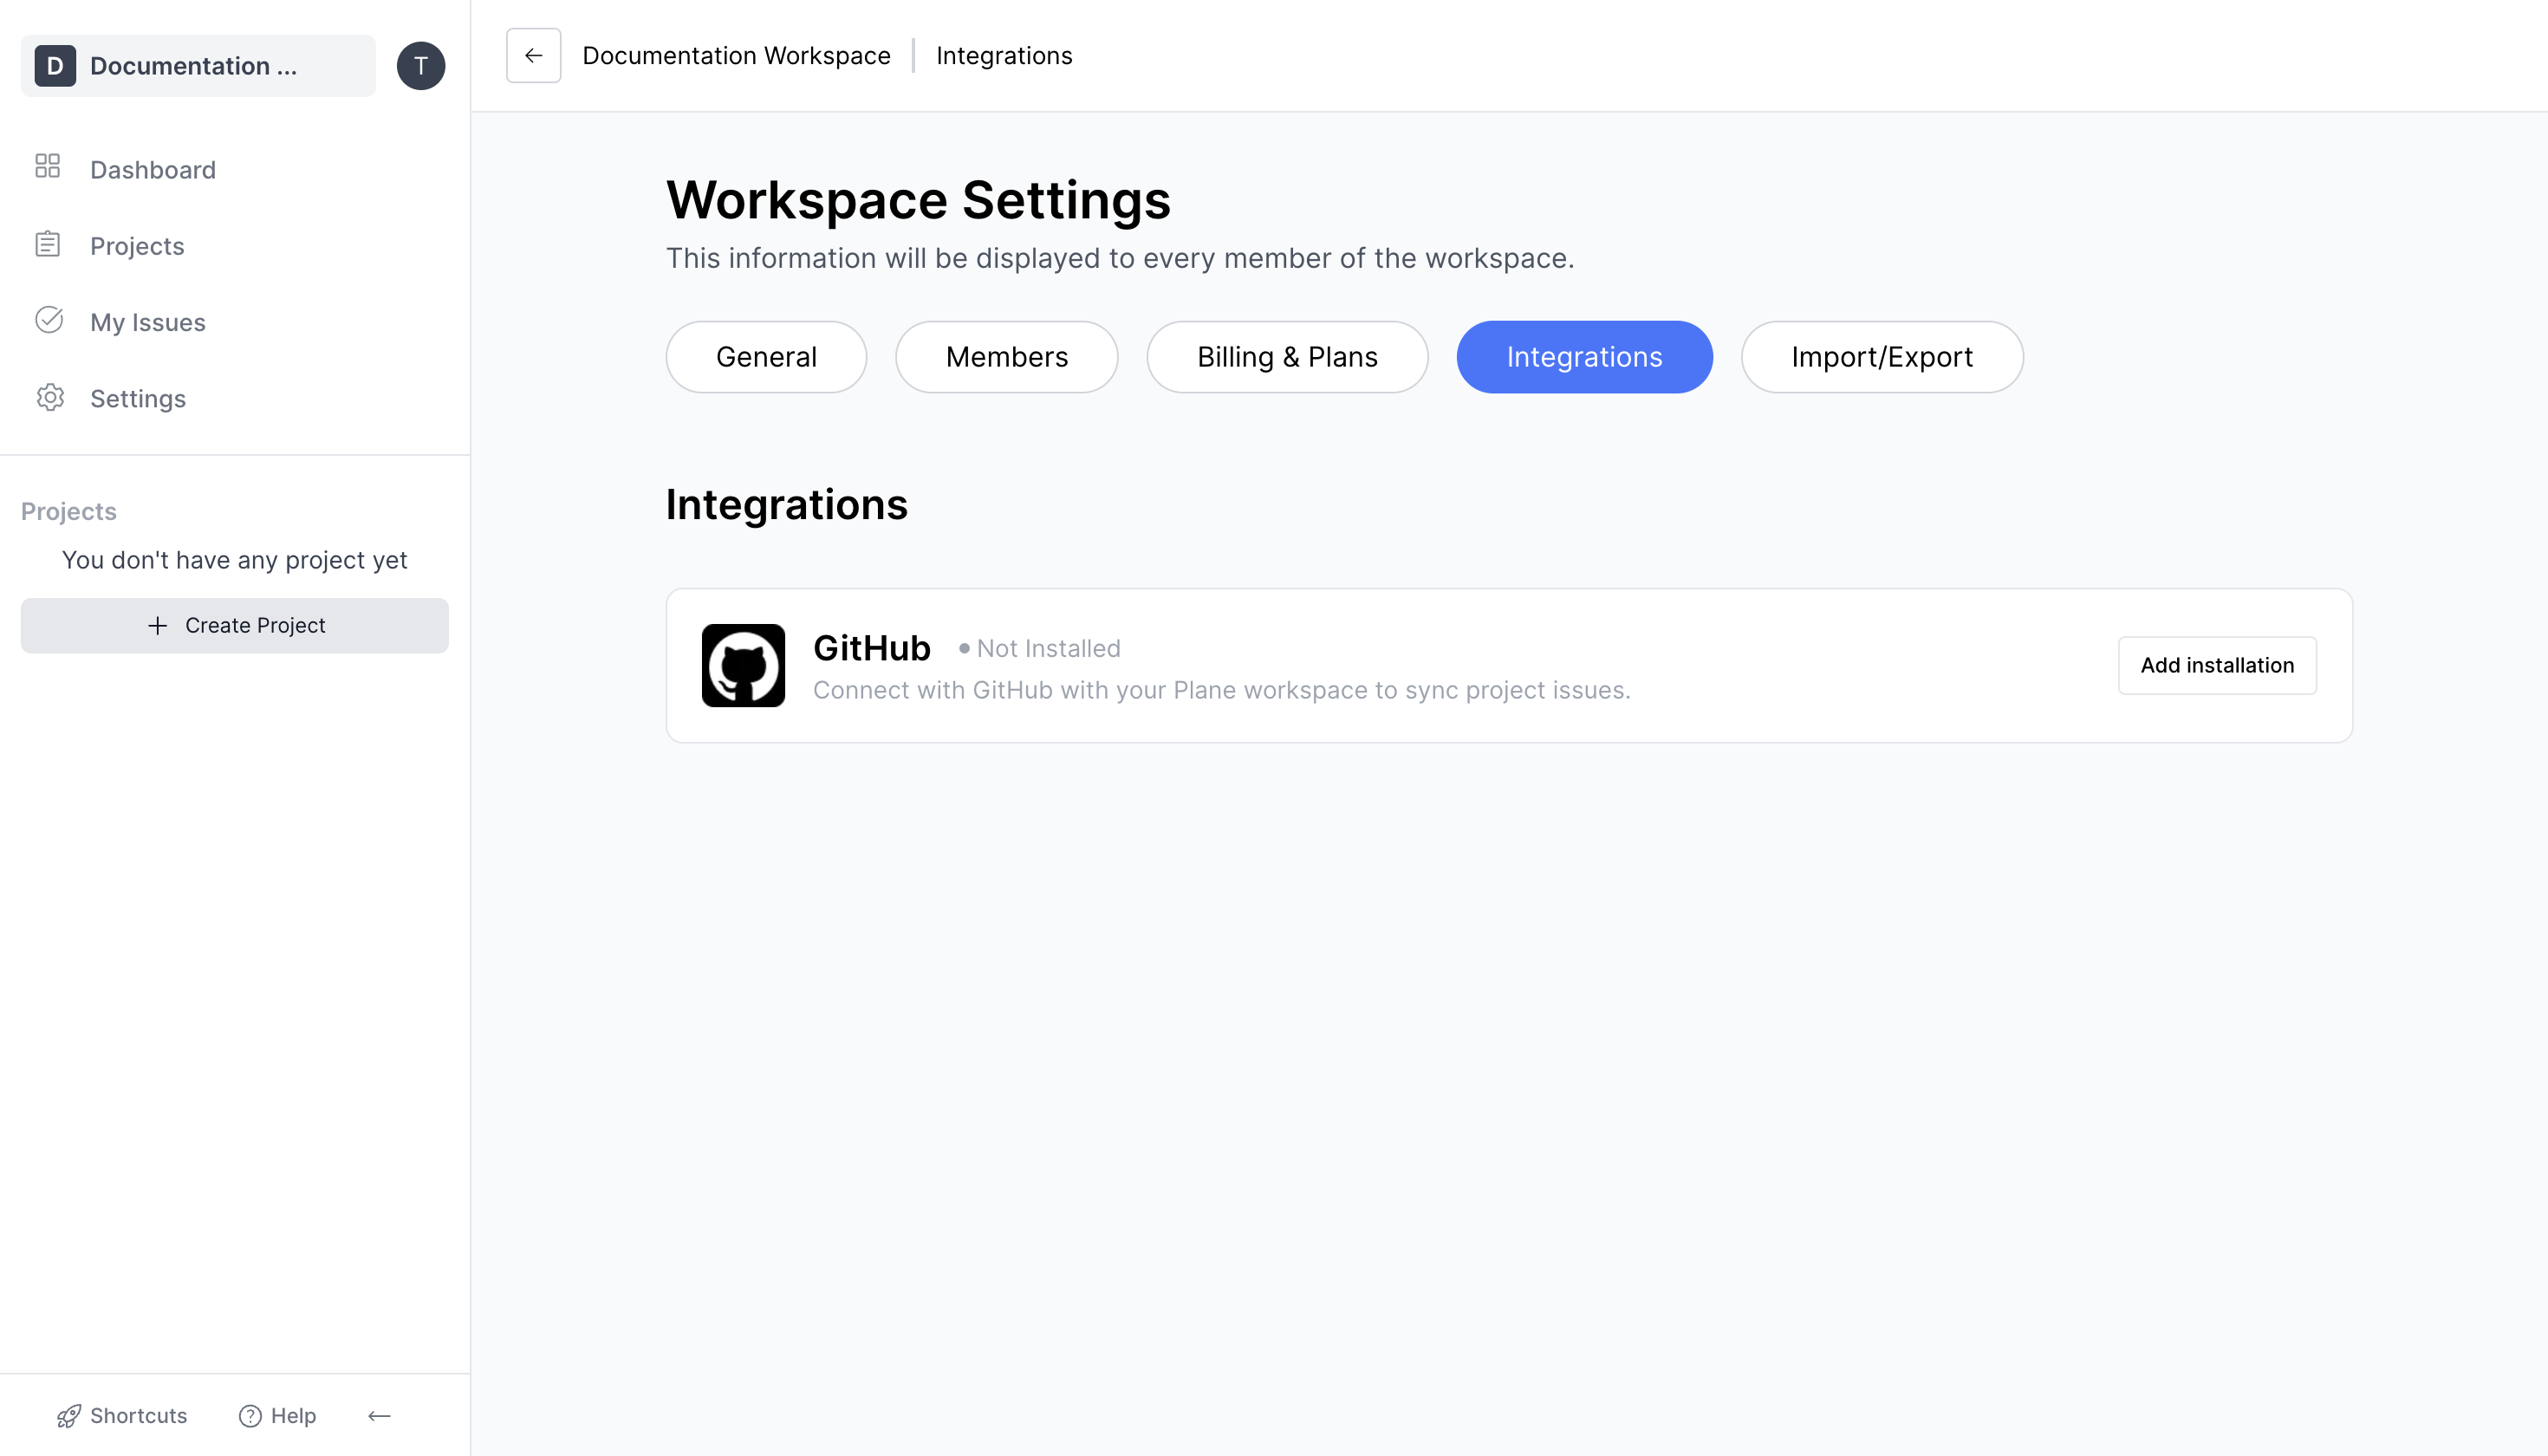 D Documentation ... T
Dashboard
Projects
My Issues
Settings
Projects
You don't have any project yet
Create Project
Shortcuts Help
Documentation Workspace Integrations
Workspace Settings
This information will be displayed to every member of the workspace.
General Members Billing & Plans Integrations Import/Export
Integrations
GitHub Not Installed
Connect with GitHub with your Plane workspace to sync project issues.
Add installation